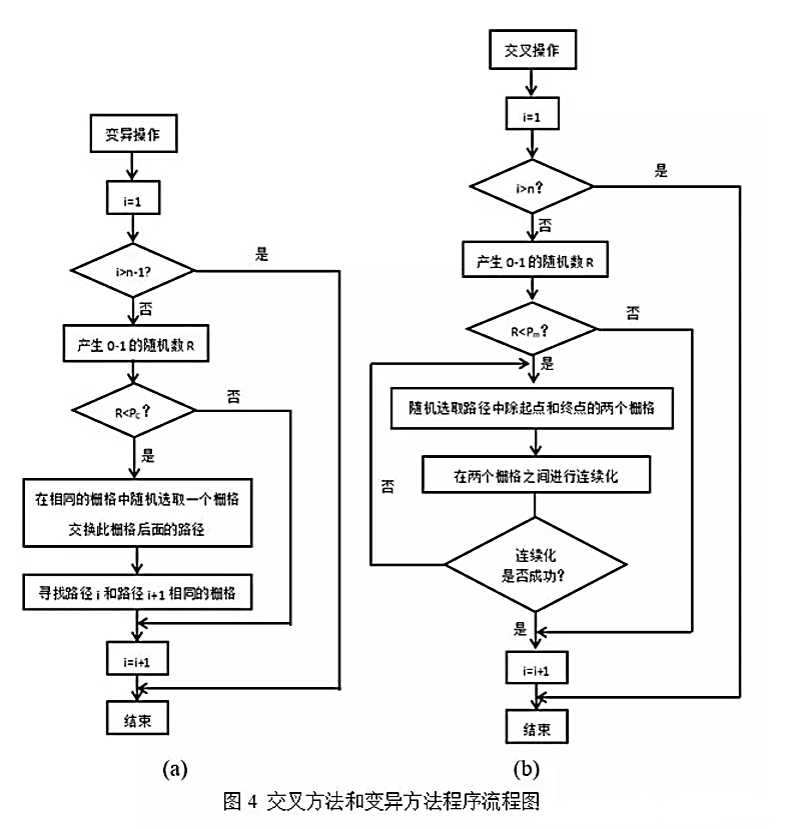 变异操作
i=1
i>n-1?
是
否
产生 0-1 的随机数 R
R<Pc?
否
是
在相同的栅格中随机选取一个栅格
交换此栅格后面的路径
寻找路径 i 和路径 i+1 相同的栅格
i=i+1
结束
(a)
交叉操作
i=1
i>n?
是
否
产生 0-1 的随机数 R
R<Pm?
否
是
随机选取路径中除起点和终点的两个栅格
在两个栅格之间进行连续化
否
连续化
是否成功?
是
i=i+1
结束
(b)
图 4 交叉方法和变异方法程序流程图